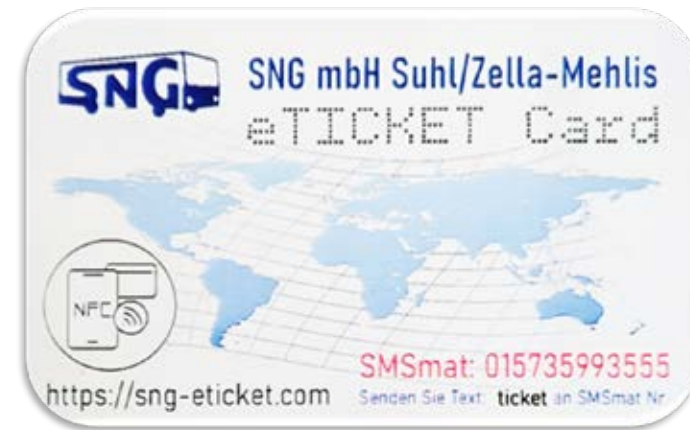 SNG
SNG mbH Suhl/Zella-Mehlis
eTICKET Card
NFC
SMSmat: 015735993555
https://sng-eticket.com
Senden Sie Text: ticket an SMSmat Nr